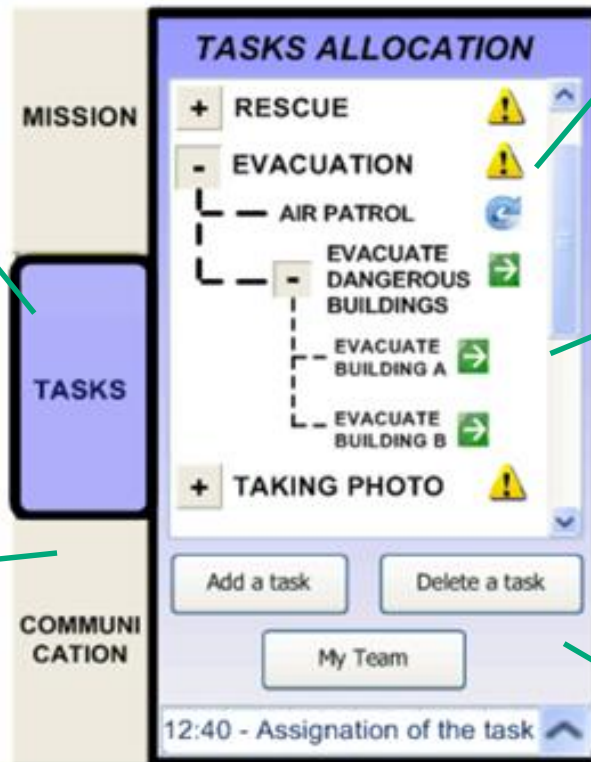 TASKS ALLOCATION
MISSION
+ RESCUE
- EVACUATION
AIR PATROL
- EVACUATE
DANGEROUS
BUILDINGS
EVACUATE
BUILDING A
TASKS
EVACUATE
BUILDING B
+ TAKING PHOTO
Add a task
Delete a task
COMMUNI
CATION
My Team
12:40 - Assignation of the task